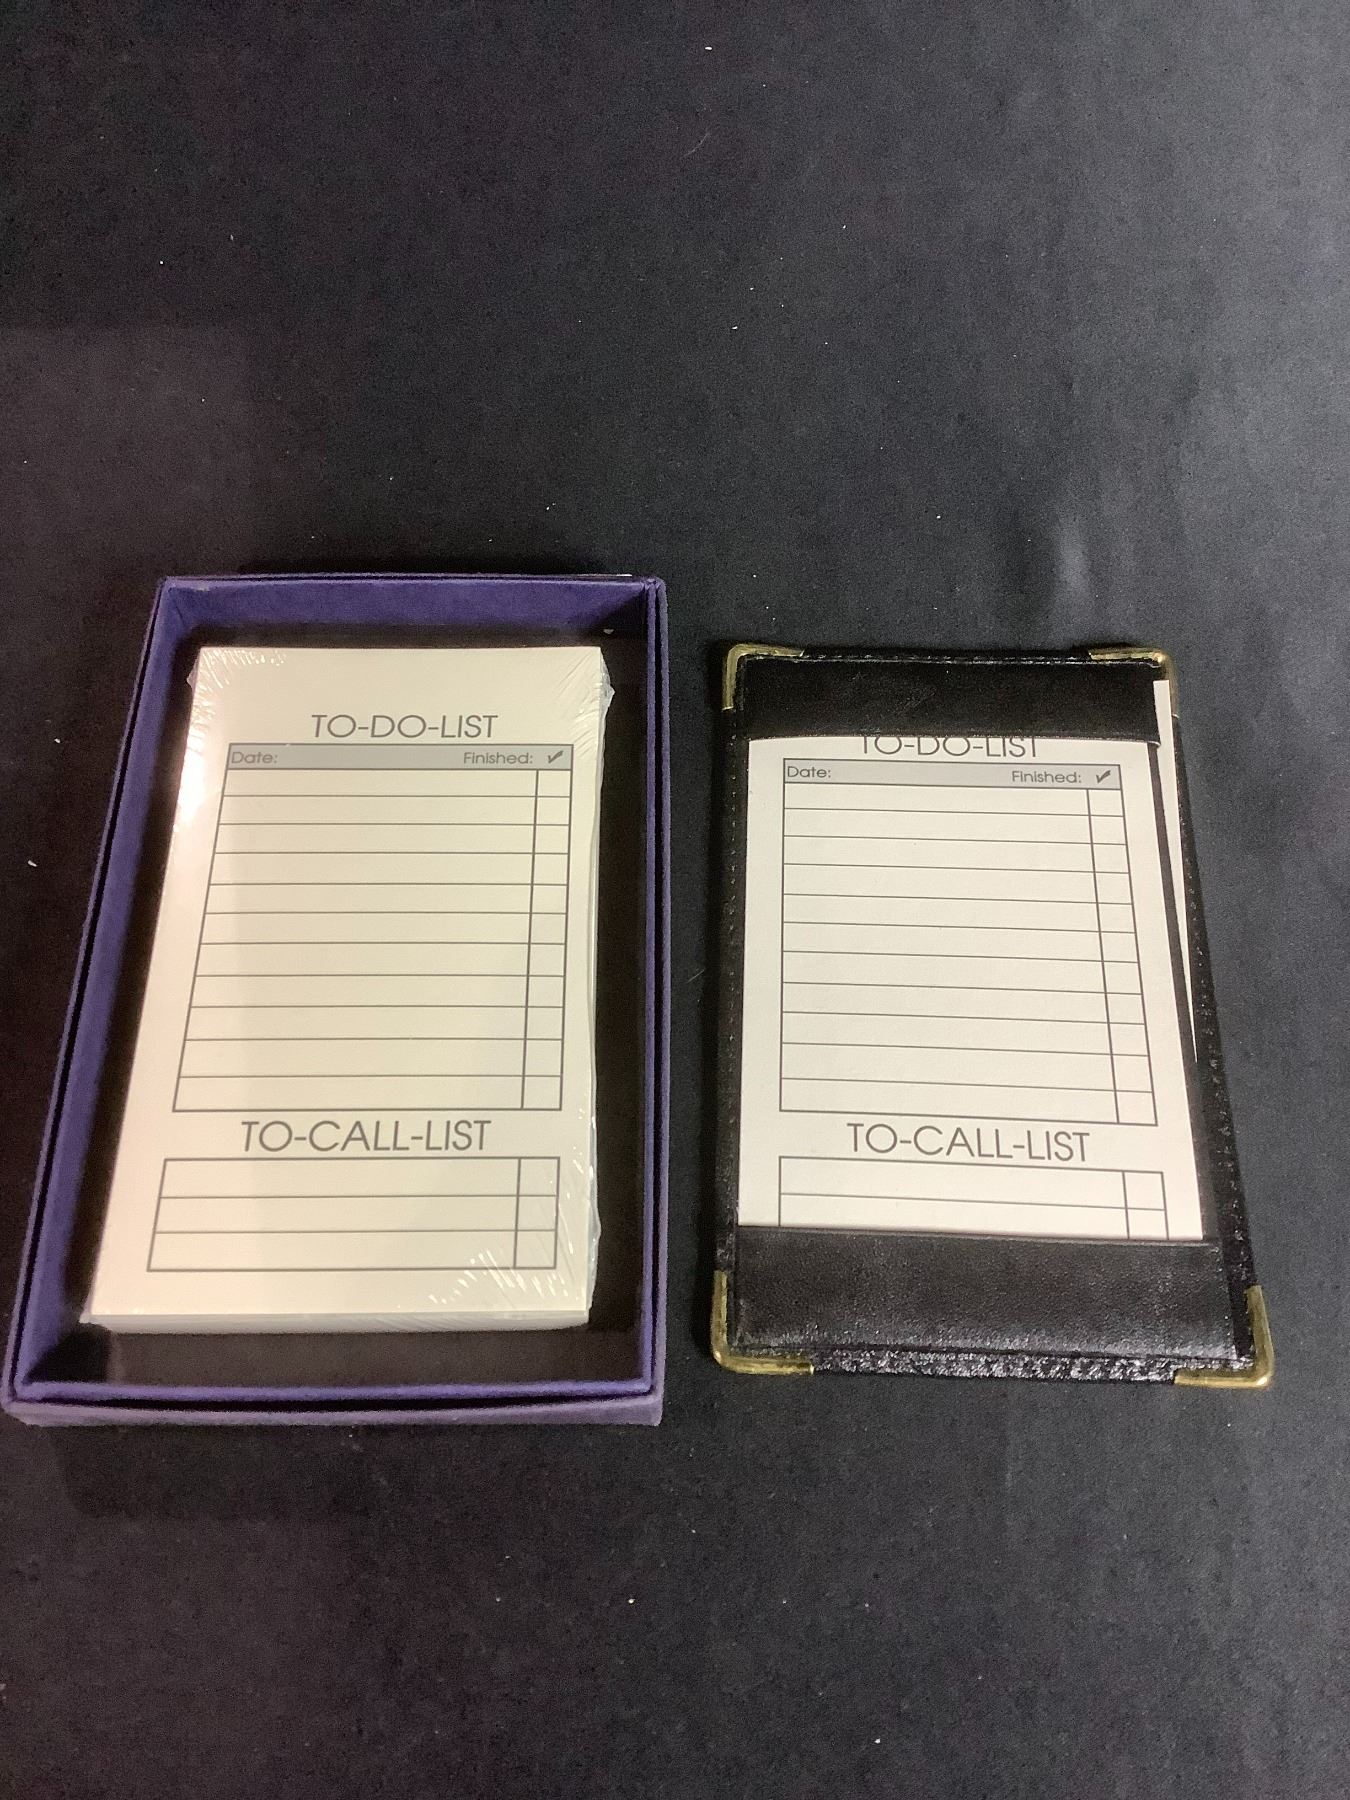 TO-DO-LIST
Date: Finished: ✓
TO-CALL-LIST
TO-DO-LIST
Date: Finished: ✓
TO-CALL-LIST